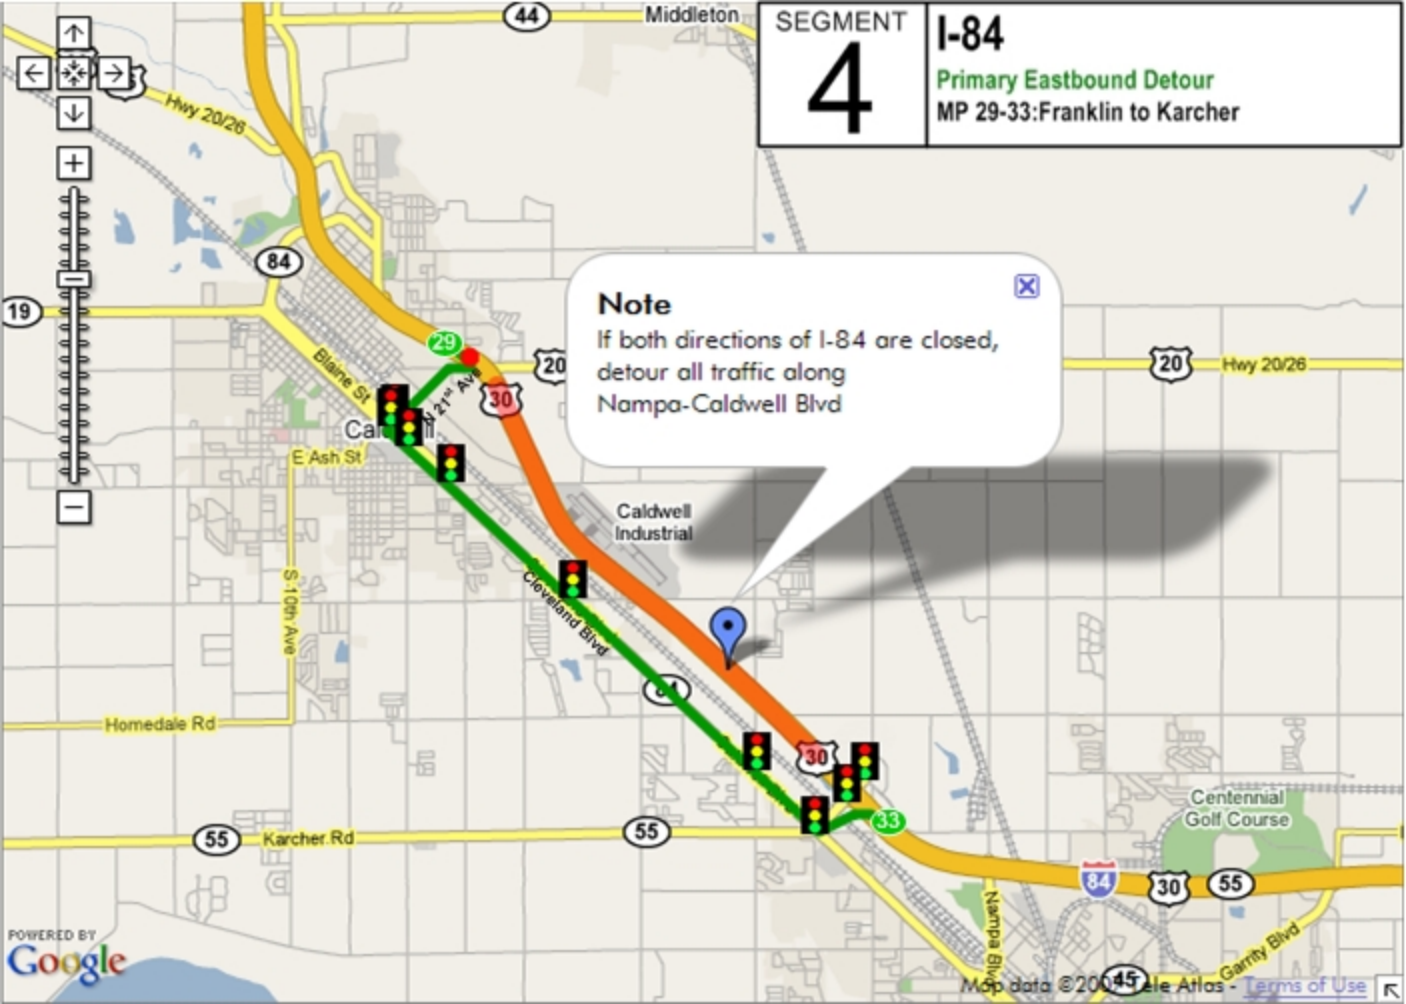 44
Middleton
SEGMENT
4
I-84
Primary Eastbound Detour
MP 29-33:Franklin to Karcher
Hwy 20/26
84
19
29
20
20
Hwy 20/26
Note
If both directions of I-84 are closed,
detour all traffic along
Nampa-Caldwell Blvd
Blaine St
N 21st Ave
30
E Ash St
Caldwell
Industrial
S 10th Ave
Cleveland Blvd
84
Homedale Rd
30
33
Centennial
Golf Course
55
Karcher Rd
55
84
30
55
Nampa Blvd
Garrity Blvd
45
POWERED BY
Google
Map data Tele Atlas - Terms of Use